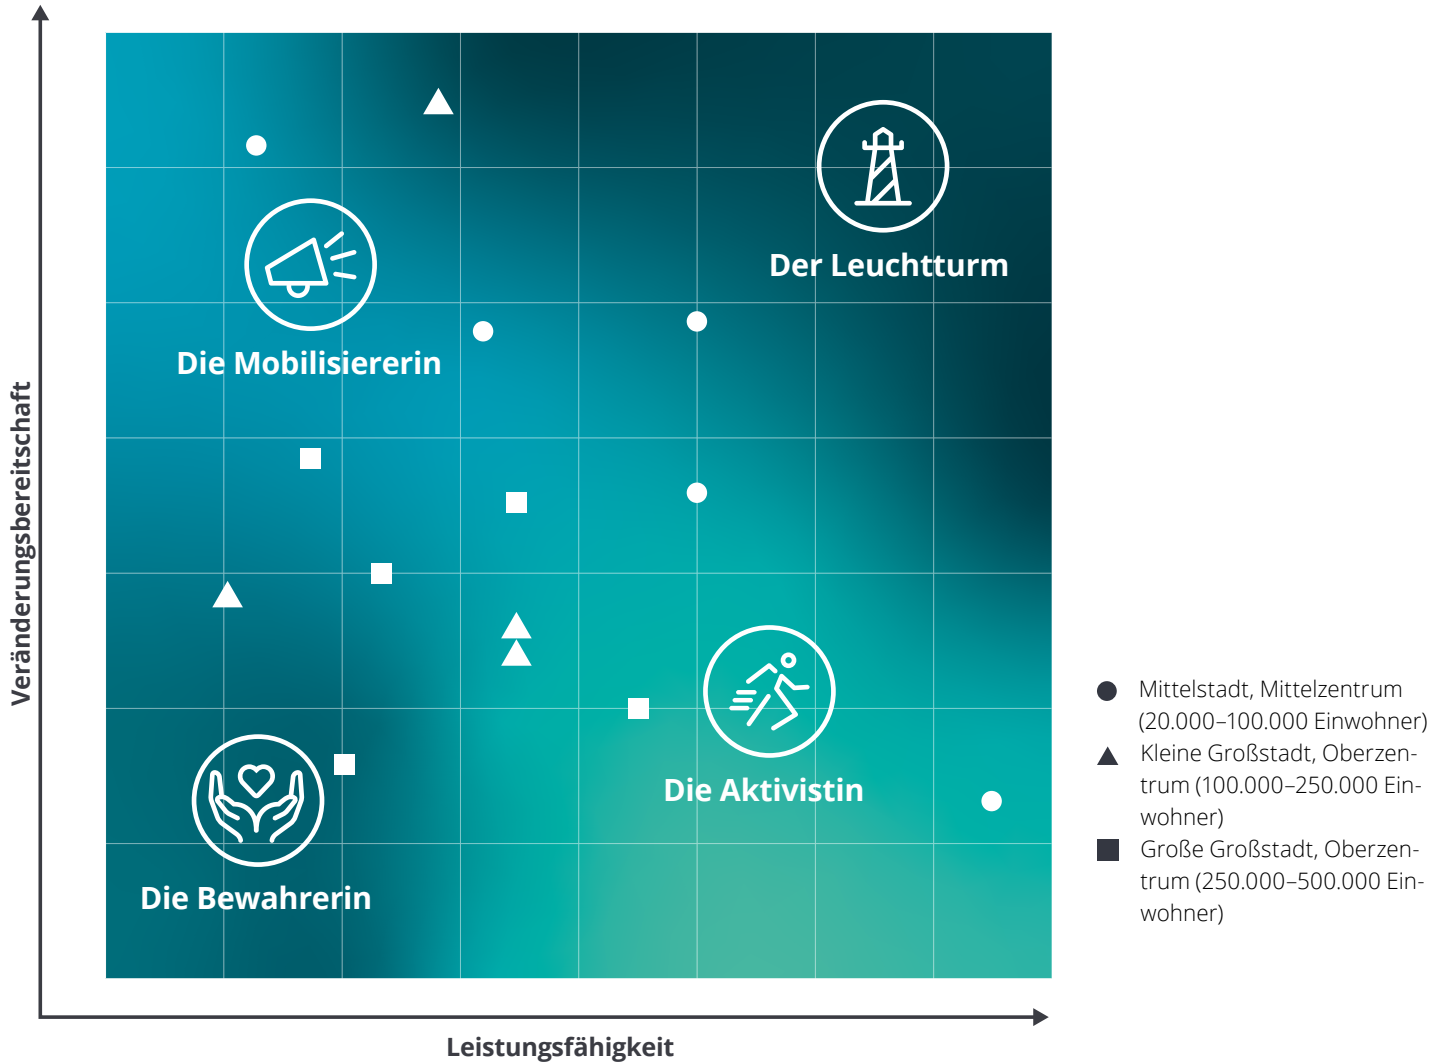 Veränderungsbereitschaft
Der Leuchtturm
Die Mobilisiererin
Die Aktivistin
Die Bewahrerin
Leistungsfähigkeit
Mittelstadt, Mittelzentrum
(20.000–100.000 Einwohner)
Kleine Großstadt, Oberzen-
trum (100.000–250.000 Ein-
wohner)
Große Großstadt, Oberzen-
trum (250.000–500.000 Ein-
wohner)